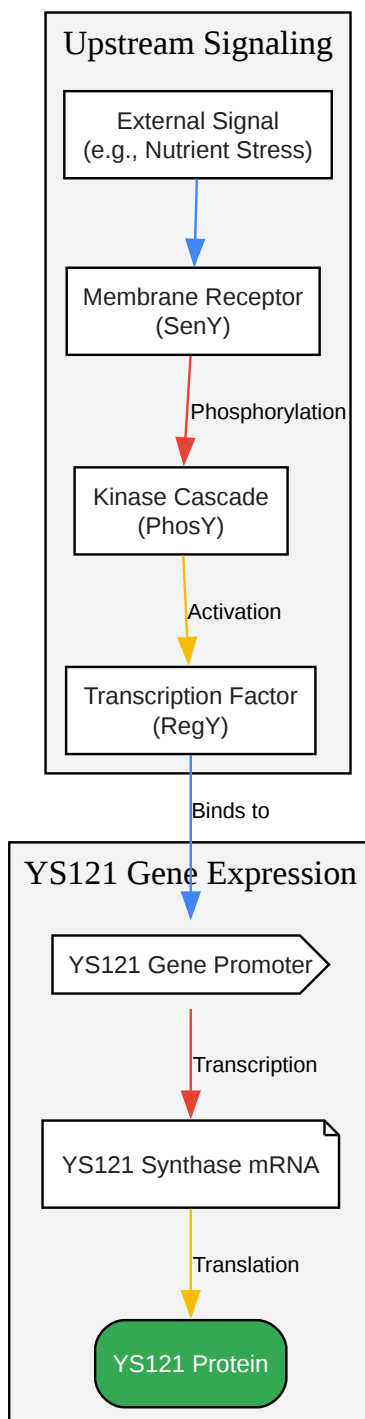 Upstream Signaling
External Signal
(e.g., Nutrient Stress)
Membrane Receptor
(SenY)
Phosphorylation
Kinase Cascade
(PhosY)
Activation
Transcription Factor
(RegY)
Binds to
YS121 Gene Expression
YS121 Gene Promoter
Transcription
YS121 Synthase mRNA
Translation
YS121 Protein